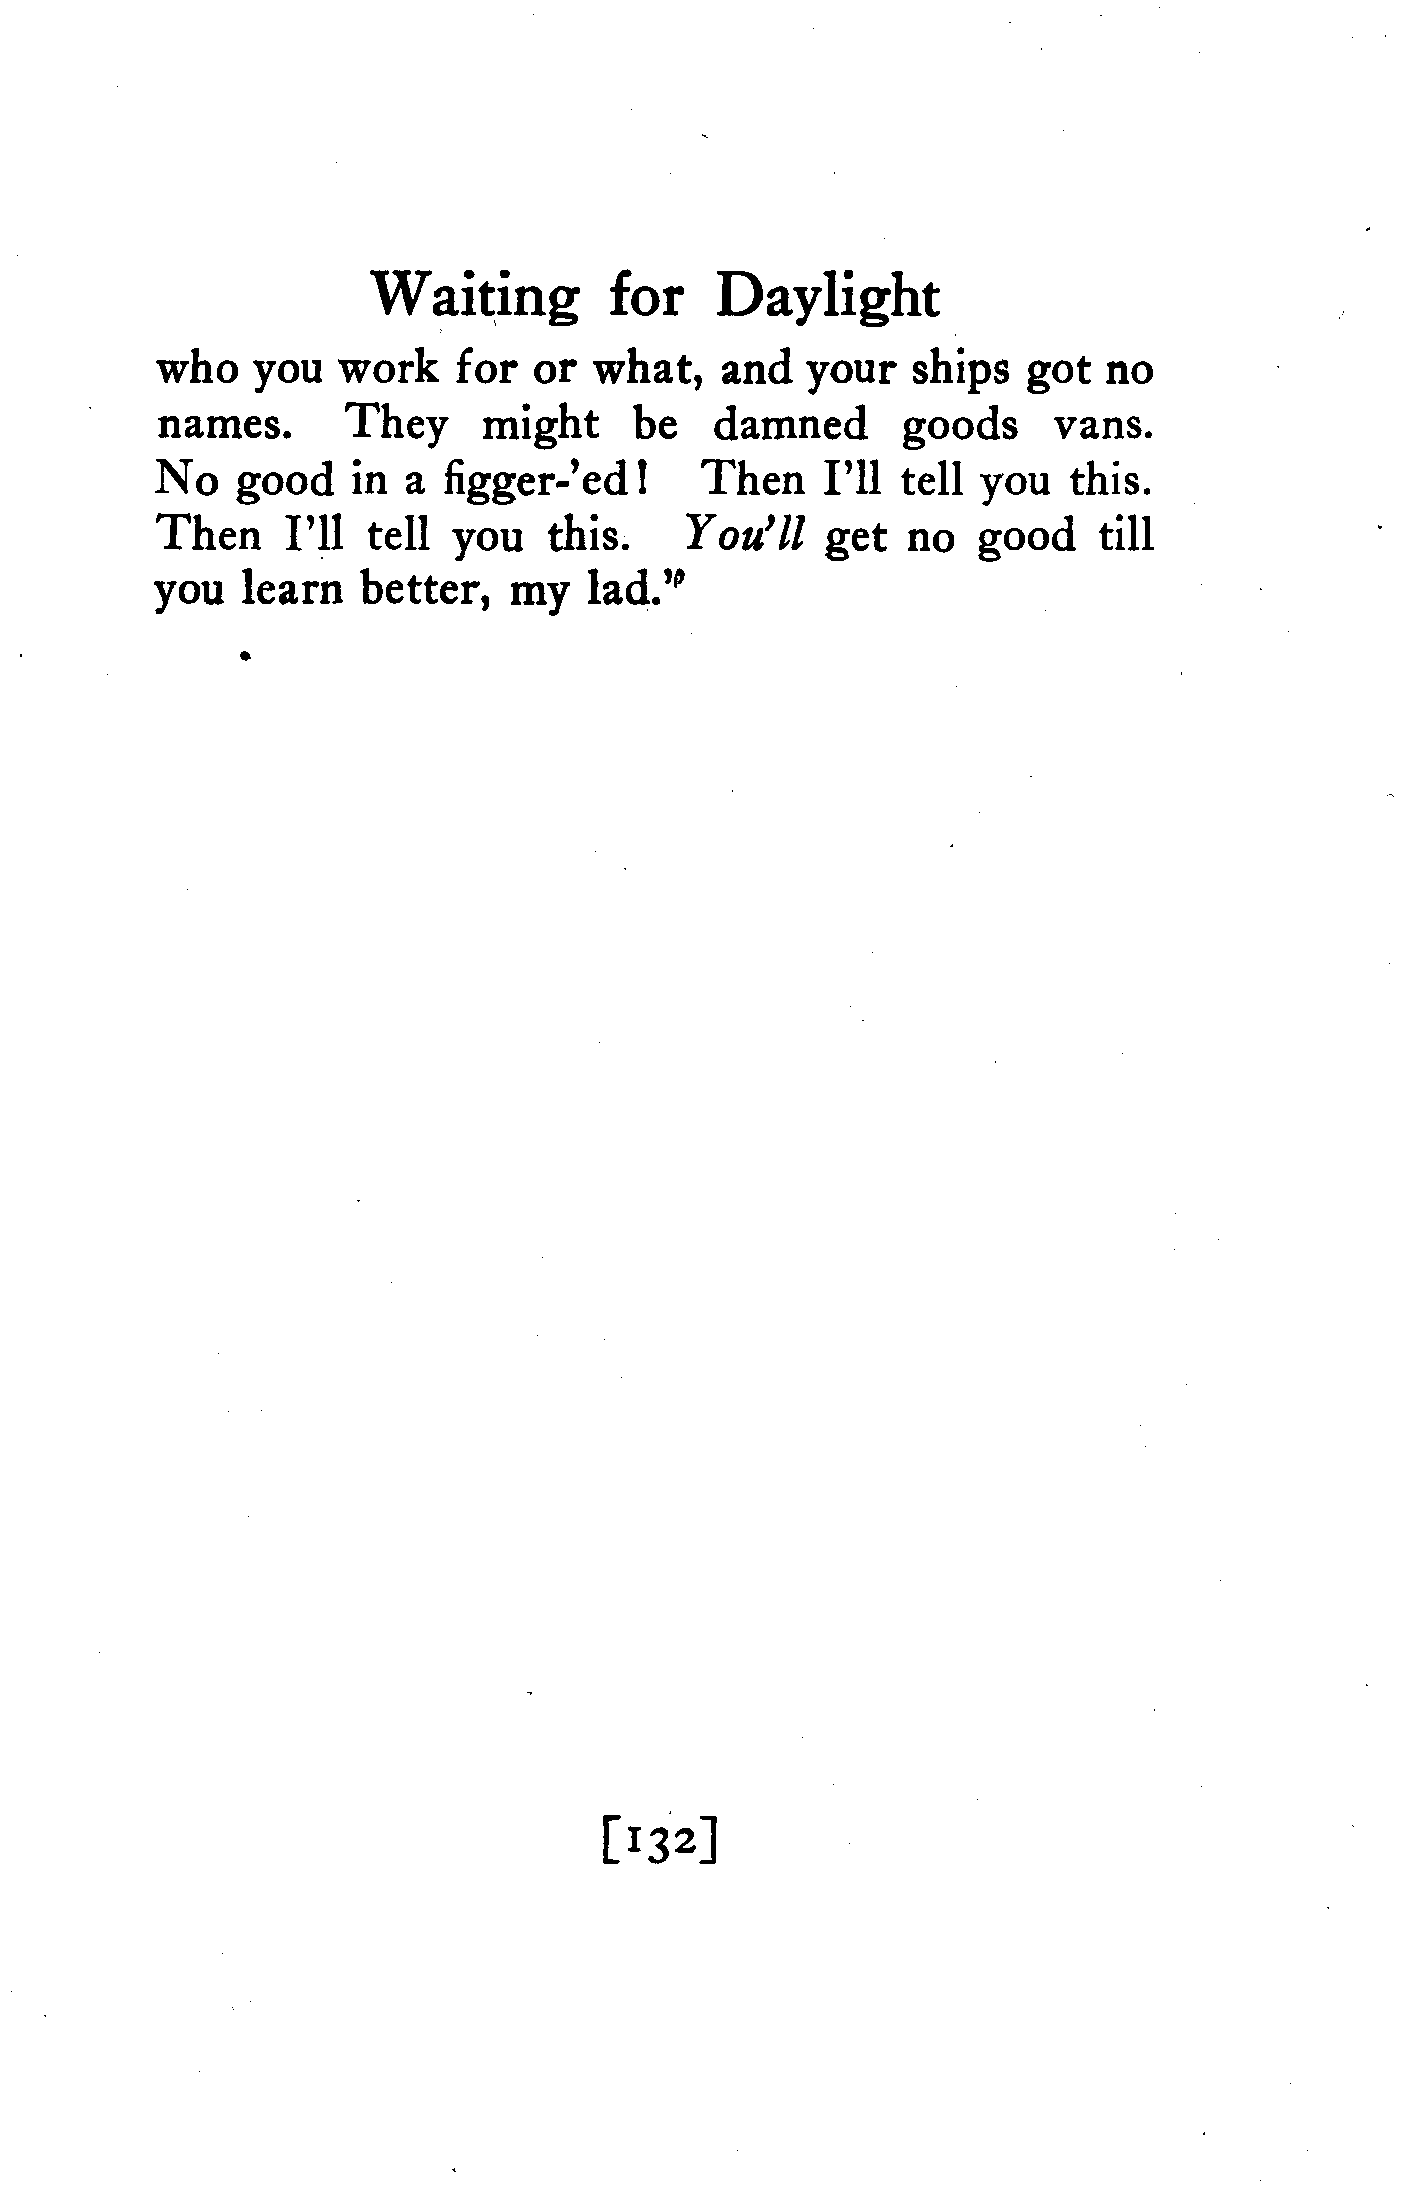 Waiting for Daylight
who you work for or what, and your ships got no
names. They might be damned goods vans.
No good in a figger-'ed! Then I'll tell you this.
Then I'll tell you this. You'll get no good till
you learn better, my lad.'"
[132]